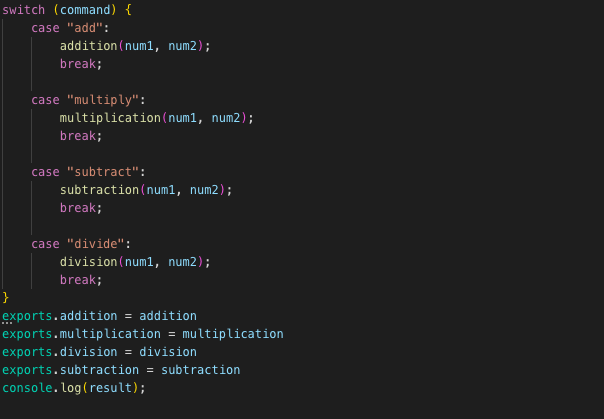 switch (command) {
    case "add":
        addition(num1, num2);
        break;

    case "multiply":
        multiplication(num1, num2);
        break;

    case "subtract":
        subtraction(num1, num2);
        break;

    case "divide":
        division(num1, num2);
        break;
}
exports.addition = addition
exports.multiplication = multiplication
exports.division = division
exports.subtraction = subtraction
console.log(result);